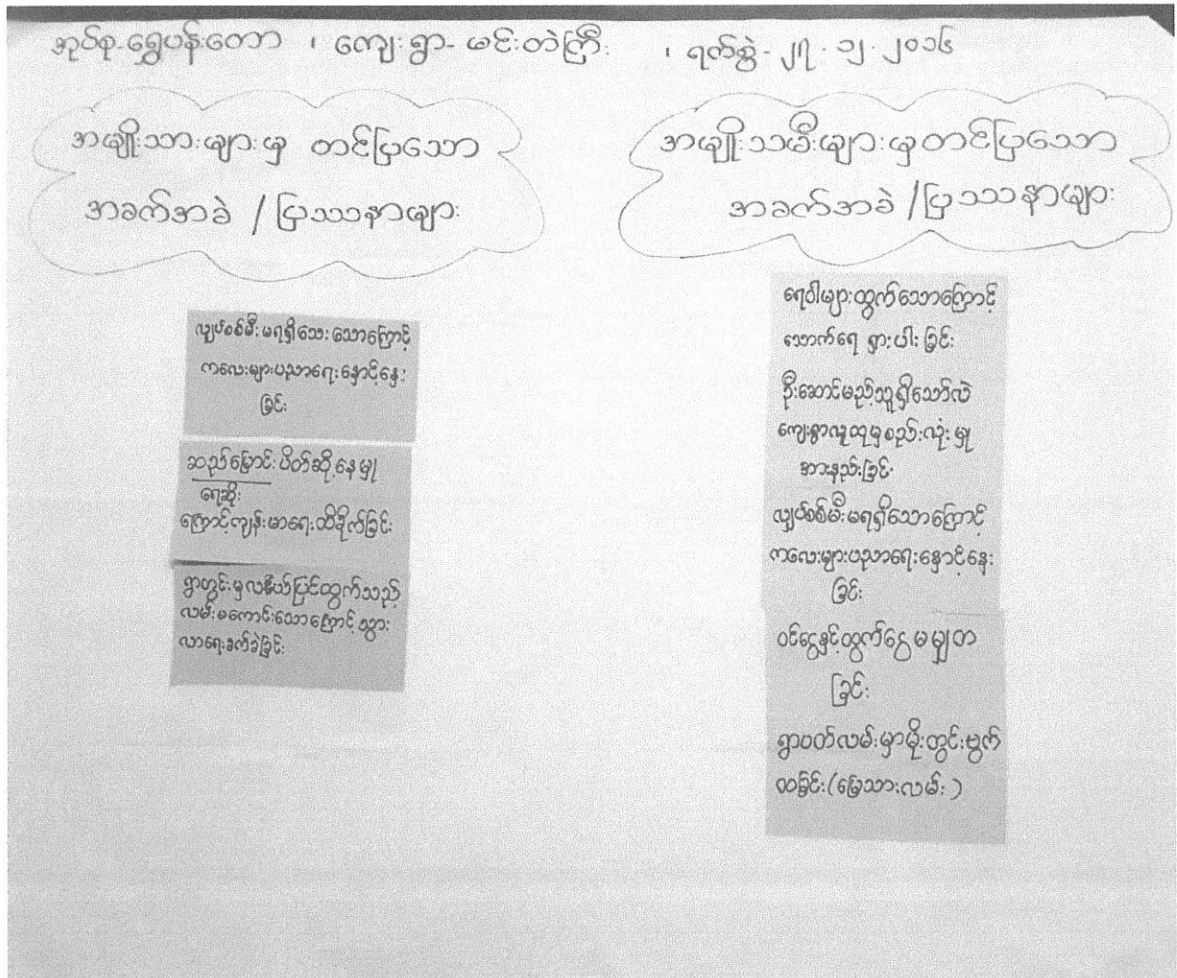 အုပ်စု-ရွှေပန်းတော ၊ ကျေးရွာ- မင်းတဲကြီး ၊ ရက်စွဲ- ၂၇.၁၂.၂၀၁၆
အမျိုးသားများမှ တင်ပြသော
အခက်အခဲ / ပြဿနာများ
လျှပ်စစ်မီးမရရှိသေးသောကြောင့်
ကလေးများပညာရေးနှောင့်နှေး
ခြင်း
ဆည်မြောင်းပိတ်ဆို့နေမှု
ရေဆိုး
ကြောင့်ကျန်းမာရေးထိခိုက်ခြင်း
ရွာတွင်းမှလယ်ပြင်ထွက်သည့်
လမ်းမကောင်းသောကြောင့်သွား
လာရေးခက်ခဲခြင်း
အမျိုးသမီးများမှတင်ပြသော
အခက်အခဲ /ပြဿနာများ
ရေငါများထွက်သောကြောင့်
သောက်ရေ ရှားပါးခြင်း
ဦးဆောင်မည့်သူရှိသော်လဲ
ကျေးရွာလူထုမှစည်းလုံးမှု
အားနည်းခြင်း
လျှပ်စစ်မီးမရရှိသောကြောင့်
ကလေးများပညာရေးနှောင့်နှေး
ခြင်း
ဝင်ငွေနှင့်ထွက်ငွေမမျှတ
ခြင်း
ရွာပတ်လမ်းမှာမိုးတွင်းဗွက်
ထခြင်း(မြေသားလမ်း)